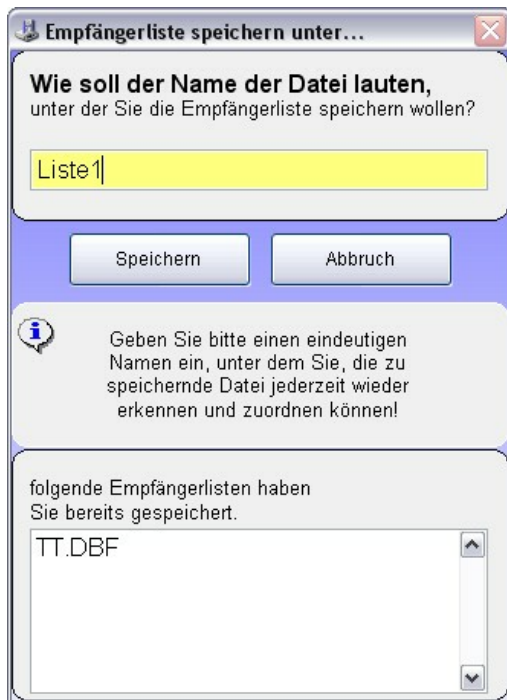 Empfängerliste speichern unter...
Wie soll der Name der Datei lauten,
unter der Sie die Empfängerliste speichern wollen?
Liste1
Speichern
Abbruch
Geben Sie bitte einen eindeutigen
Namen ein, unter dem Sie, die zu
speichernde Datei jederzeit wieder
erkennen und zuordnen können!
folgende Empfängerlisten haben
Sie bereits gespeichert.
TT.DBF